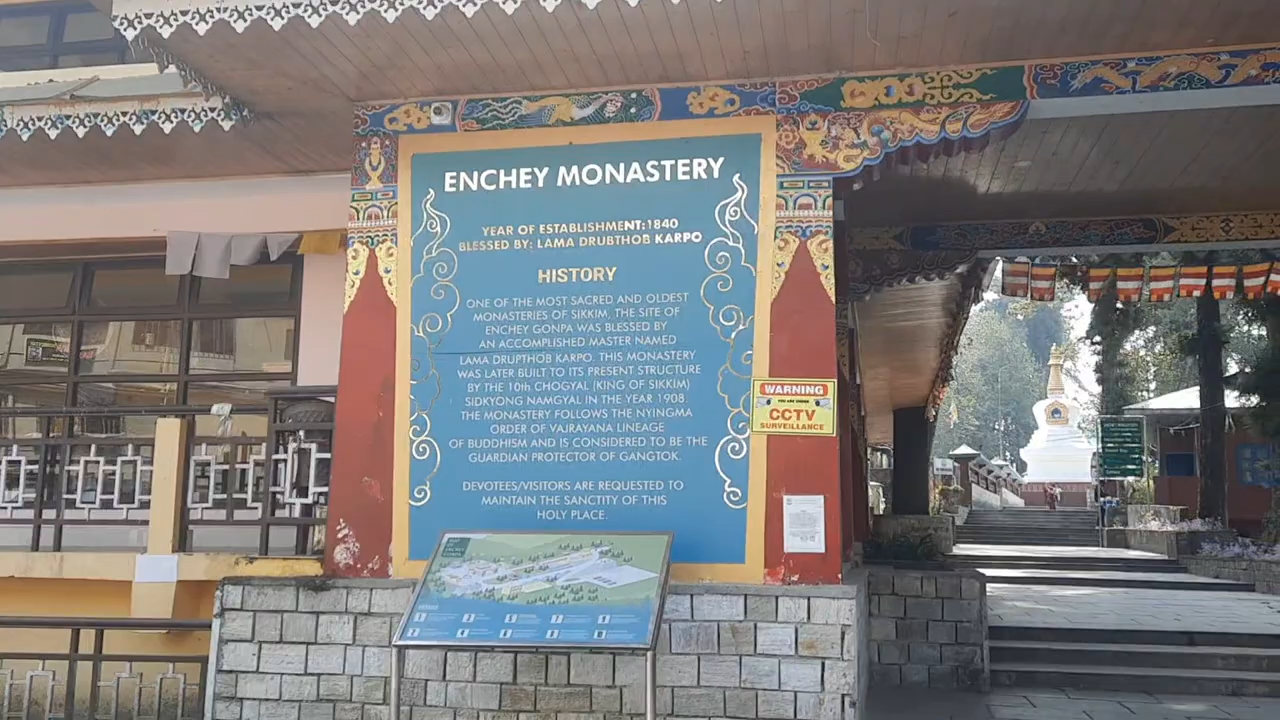 ENCHEY MONASTERY
YEAR OF ESTABLISHMENT:1840
BLESSED BY: LAMA DRUBTHOB KARPO
HISTORY
ONE OF THE MOST SACRED AND OLDEST
MONASTERIES OF SIKKIM, THE SITE OF
ENCHEY GONPA WAS BLESSED BY
AN ACCOMPLISHED MASTER NAMED
LAMA DRUPTHOB KARPO. THIS MONASTERY
WAS LATER BUILT TO ITS PRESENT STRUCTURE
BY THE 10th CHOGYAL (KING OF SIKKIM)
SIDKYONG NAMGYAL IN THE YEAR 1908.
THE MONASTERY FOLLOWS THE NYINGMA
ORDER OF VAJRAYANA LINEAGE
OF BUDDHISM AND IS CONSIDERED TO BE THE
GUARDIAN PROTECTOR OF GANGTOK.
DEVOTEES/VISITORS ARE REQUESTED TO
MAINTAIN THE SANCTITY OF THIS
HOLY PLACE.
WARNING
YOU ARE UNDER
CCTV
SURVEILLANCE